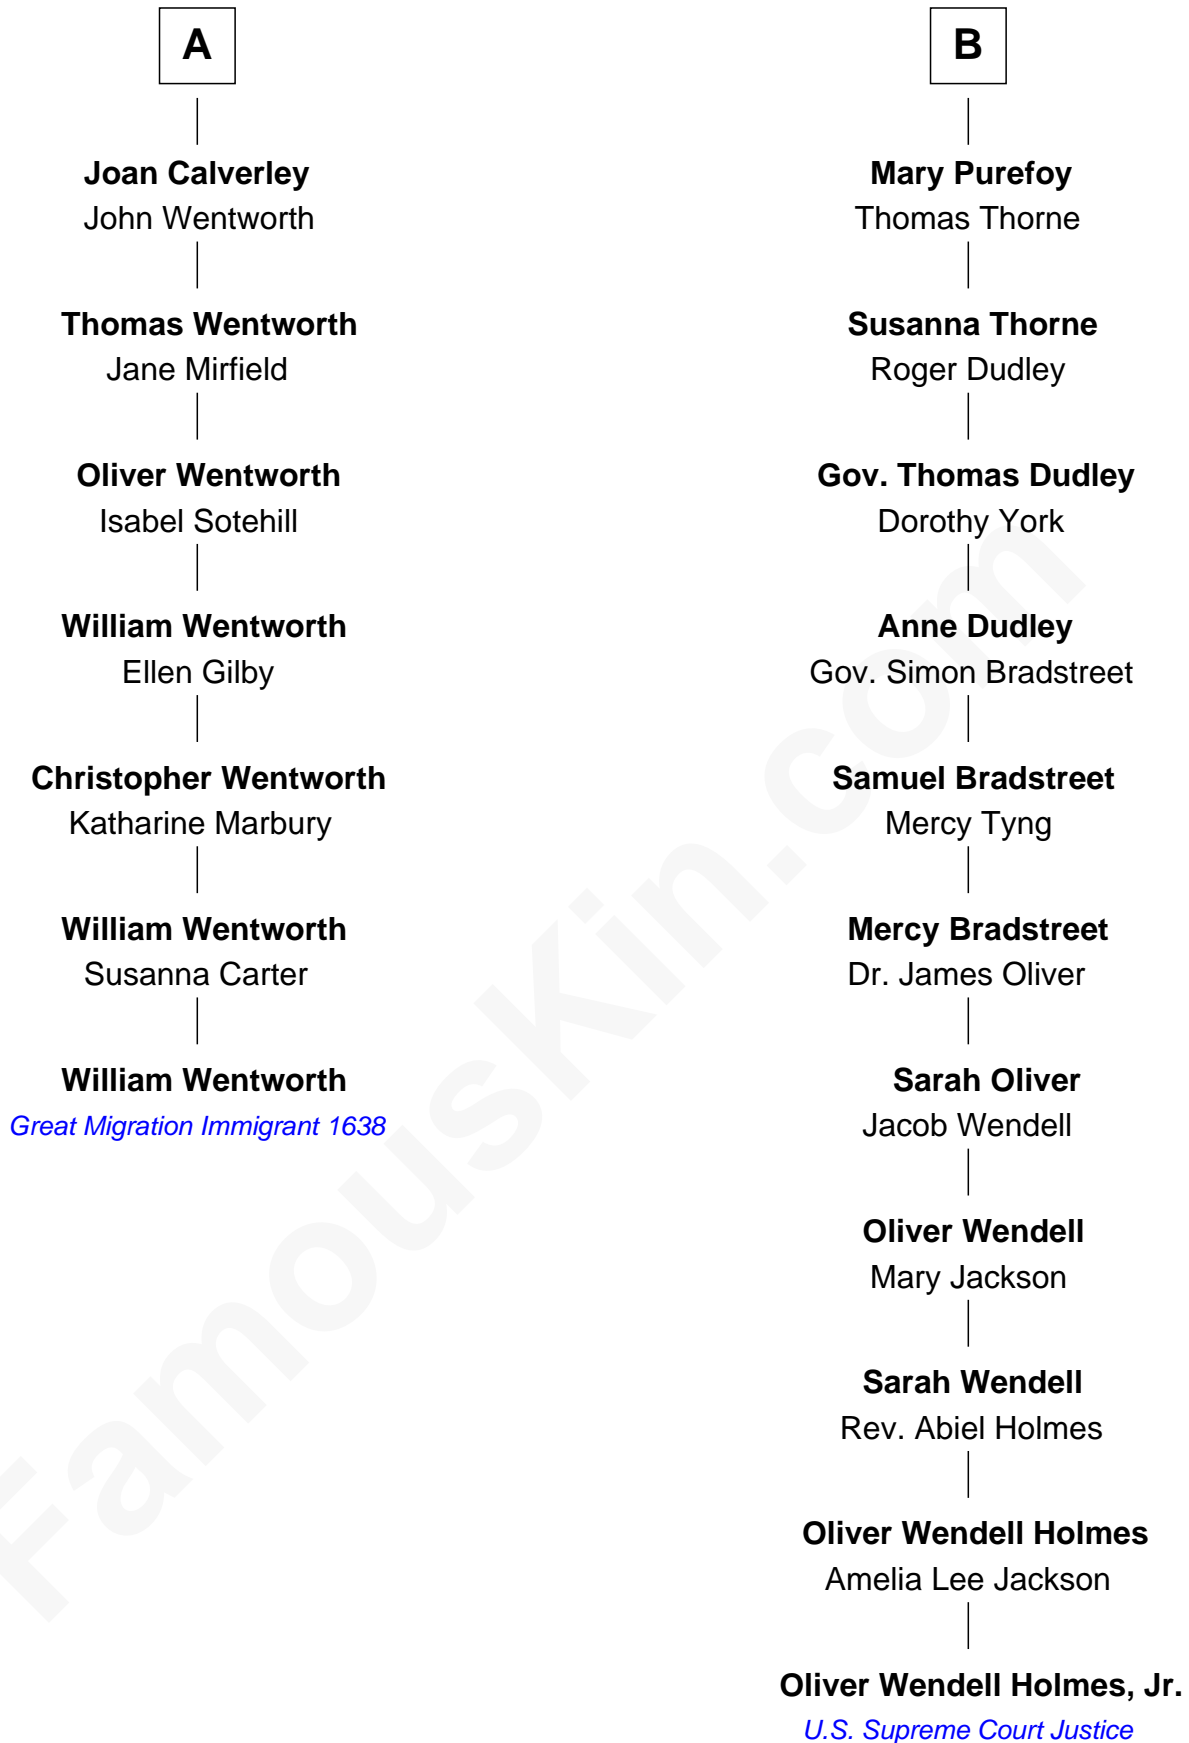 A
Joan Calverley
John Wentworth
Thomas Wentworth
Jane Mirfield
Oliver Wentworth
Isabel Sotehill
William Wentworth
Ellen Gilby
Christopher Wentworth
Katharine Marbury
William Wentworth
Susanna Carter
William Wentworth
Great Migration Immigrant 1638
B
Mary Purefoy
Thomas Thorne
Susanna Thorne
Roger Dudley
Gov. Thomas Dudley
Dorothy York
Anne Dudley
Gov. Simon Bradstreet
Samuel Bradstreet
Mercy Tyng
Mercy Bradstreet
Dr. James Oliver
Sarah Oliver
Jacob Wendell
Oliver Wendell
Mary Jackson
Sarah Wendell
Rev. Abiel Holmes
Oliver Wendell Holmes
Amelia Lee Jackson
Oliver Wendell Holmes, Jr.
U.S. Supreme Court Justice
FamousKin.com